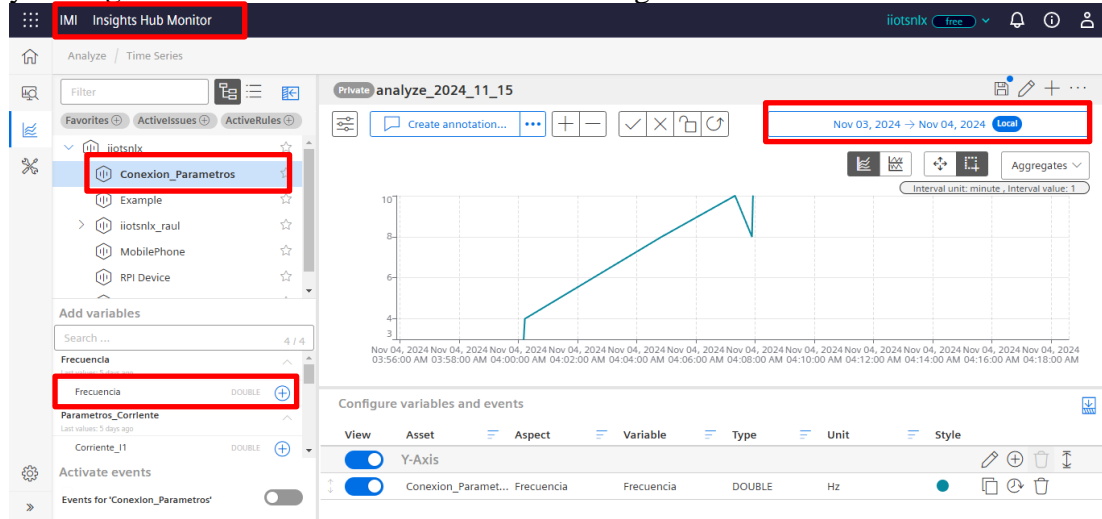 IMI Insights Hub Monitor
iiotsnlx free
Analyze / Time Series
Filter
Favorites
ActiveIssues
ActiveRules
iiotsnlx
Conexion_Parametros
Example
iiotsnlx_raul
MobilePhone
RPI Device
Add variables
Search ...
4 / 4
Frecuencia
Last values: 5 days ago
Frecuencia DOUBLE
Parametros_Corriente
Last values: 5 days ago
Corriente_I1 DOUBLE
Activate events
Events for 'Conexion_Parametros'
Private analyze_2024_11_15
Create annotation...
Nov 03, 2024 → Nov 04, 2024 Local
Aggregates
Interval unit: minute , Interval value: 1
10
8
6
4
3
Nov 04, 2024 Nov 04, 2024 Nov 04, 2024 Nov 04, 2024 Nov 04, 2024 Nov 04, 2024 Nov 04, 2024 Nov 04, 2024 Nov 04, 2024 Nov 04, 2024 Nov 04, 2024 Nov 04, 2024
03:56:00 AM 03:58:00 AM 04:00:00 AM 04:02:00 AM 04:04:00 AM 04:06:00 AM 04:08:00 AM 04:10:00 AM 04:12:00 AM 04:14:00 AM 04:16:00 AM 04:18:00 AM
Configure variables and events
View Asset Aspect Variable Type Unit Style
Y-Axis
Conexion_Paramet... Frecuencia Frecuencia DOUBLE Hz